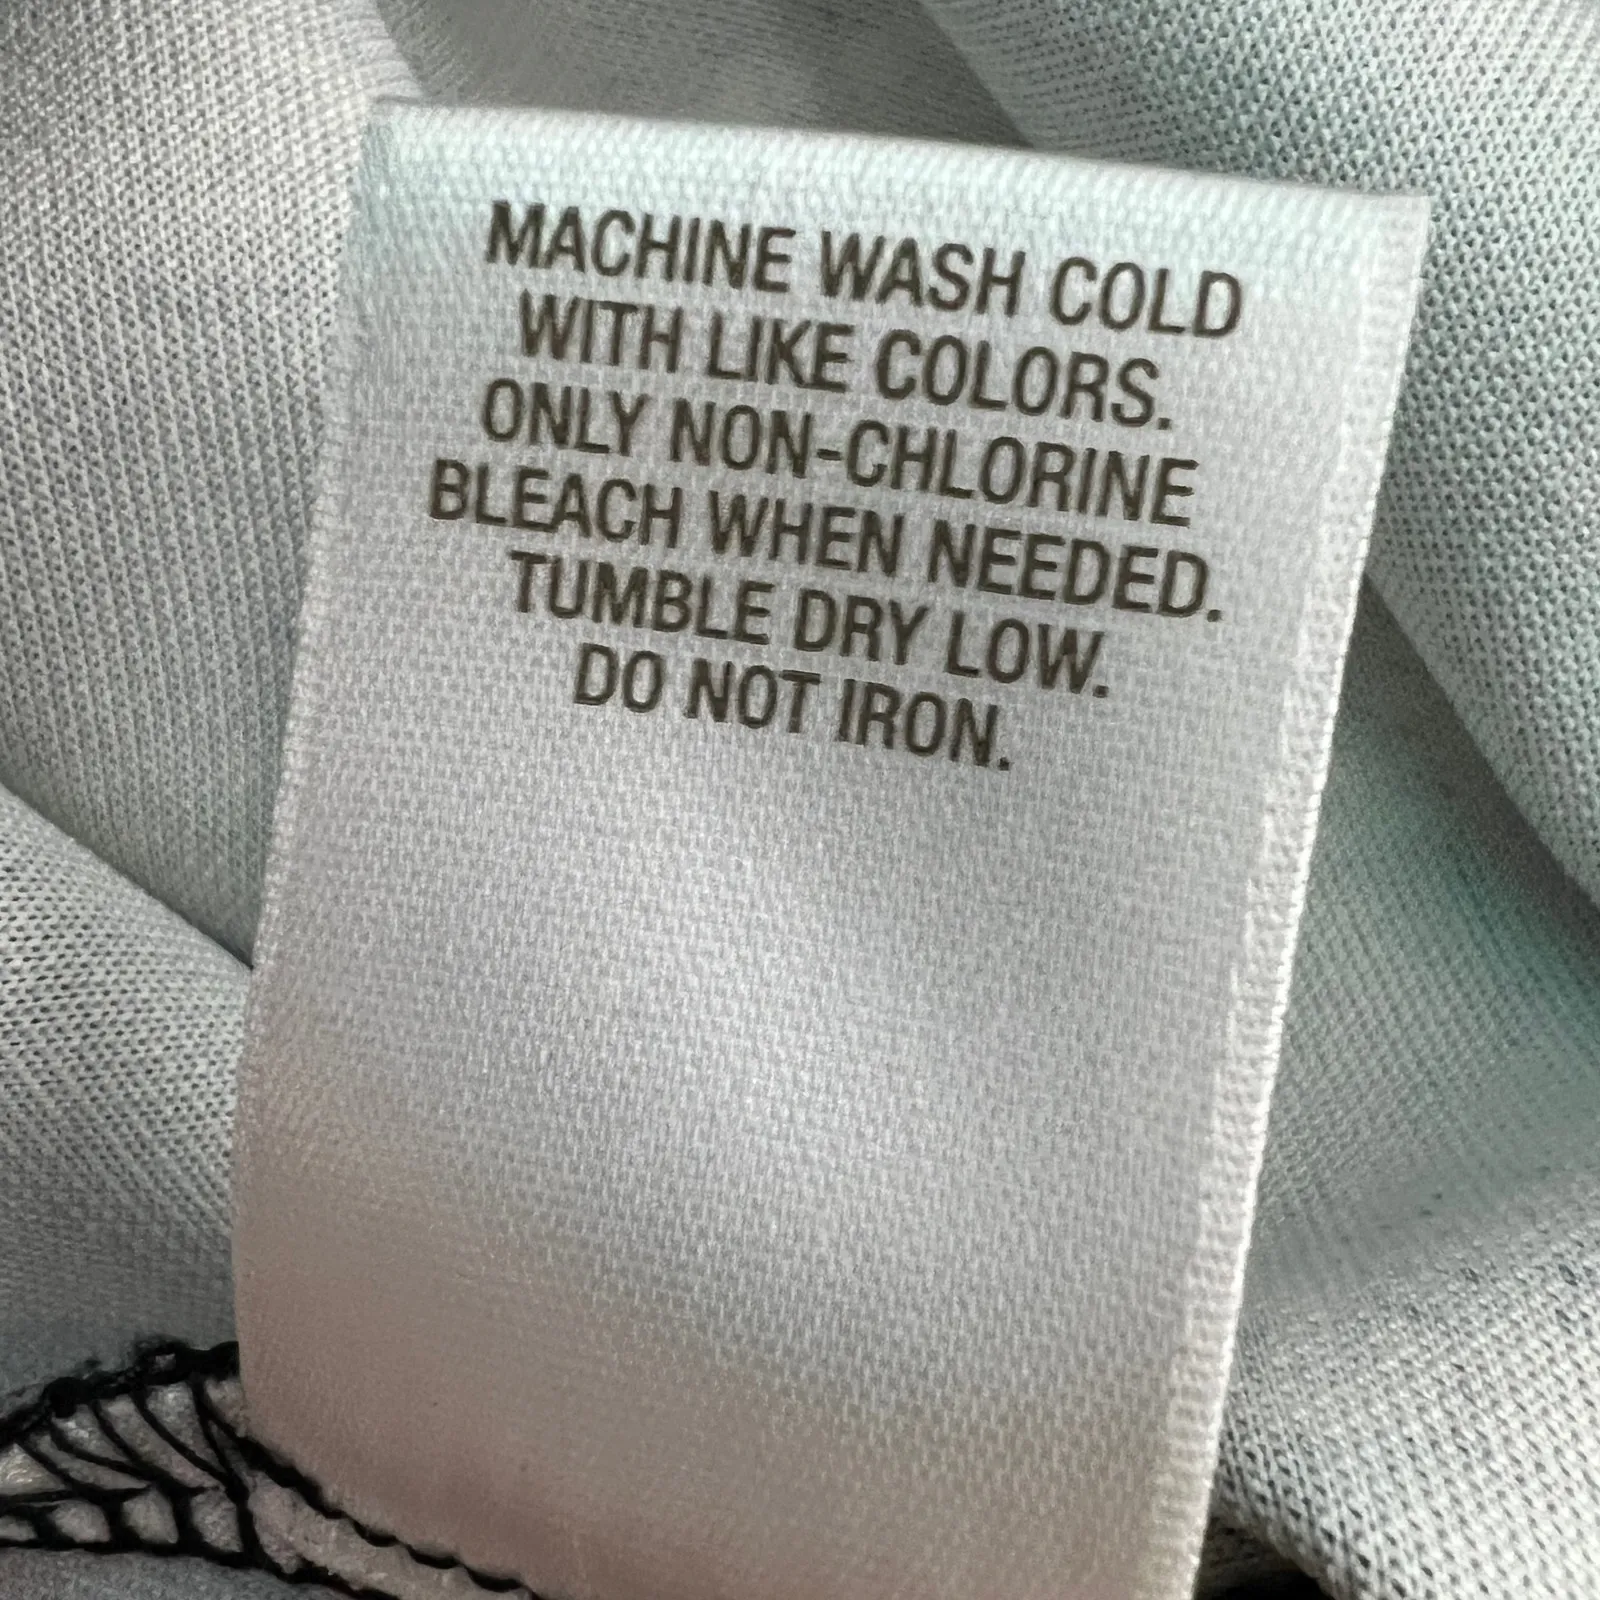 MACHINE WASH COLD
WITH LIKE COLORS.
ONLY NON-CHLORINE
BLEACH WHEN NEEDED.
TUMBLE DRY LOW.
DO NOT IRON.